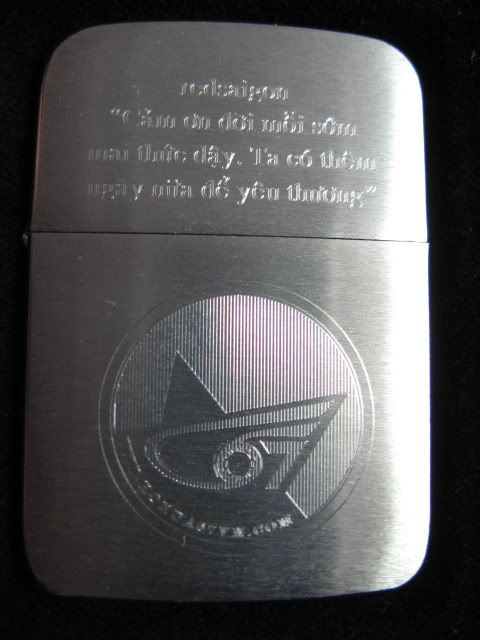 redsaigon
"Cảm ơn đời mỗi sớm
mai thức dậy. Ta có thêm
ngày nữa để yêu thương"